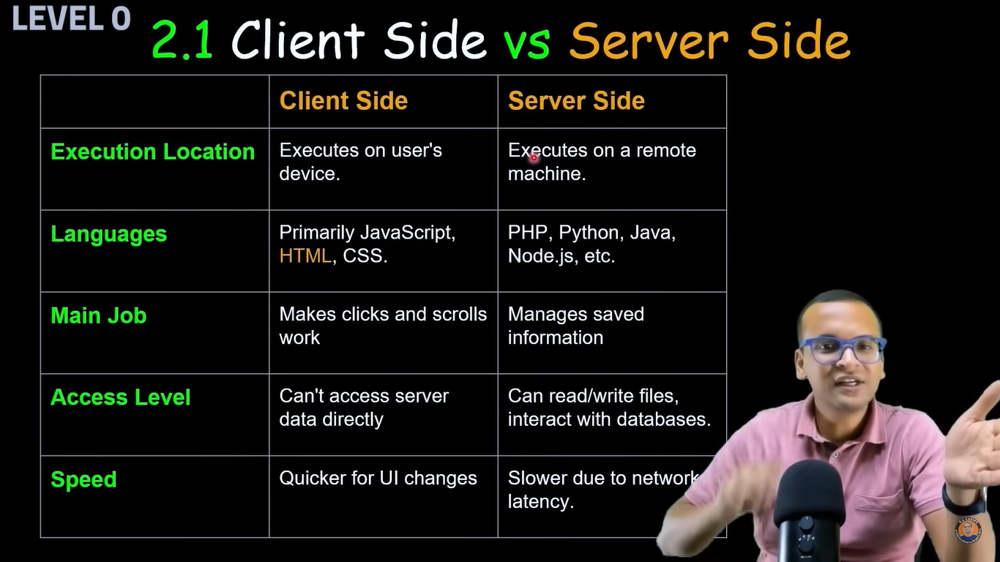 LEVEL 0
2.1 Client Side vs Server Side
Client Side
Server Side
Execution Location
Executes on user's
device.
Executes on a remote
machine.
Languages
Primarily JavaScript,
HTML, CSS.
PHP, Python, Java,
Node.js, etc.
Main Job
Makes clicks and scrolls
work
Manages saved
information
Access Level
Can't access server
data directly
Can read/write files,
interact with databases.
Speed
Quicker for UI changes
Slower due to network
latency.